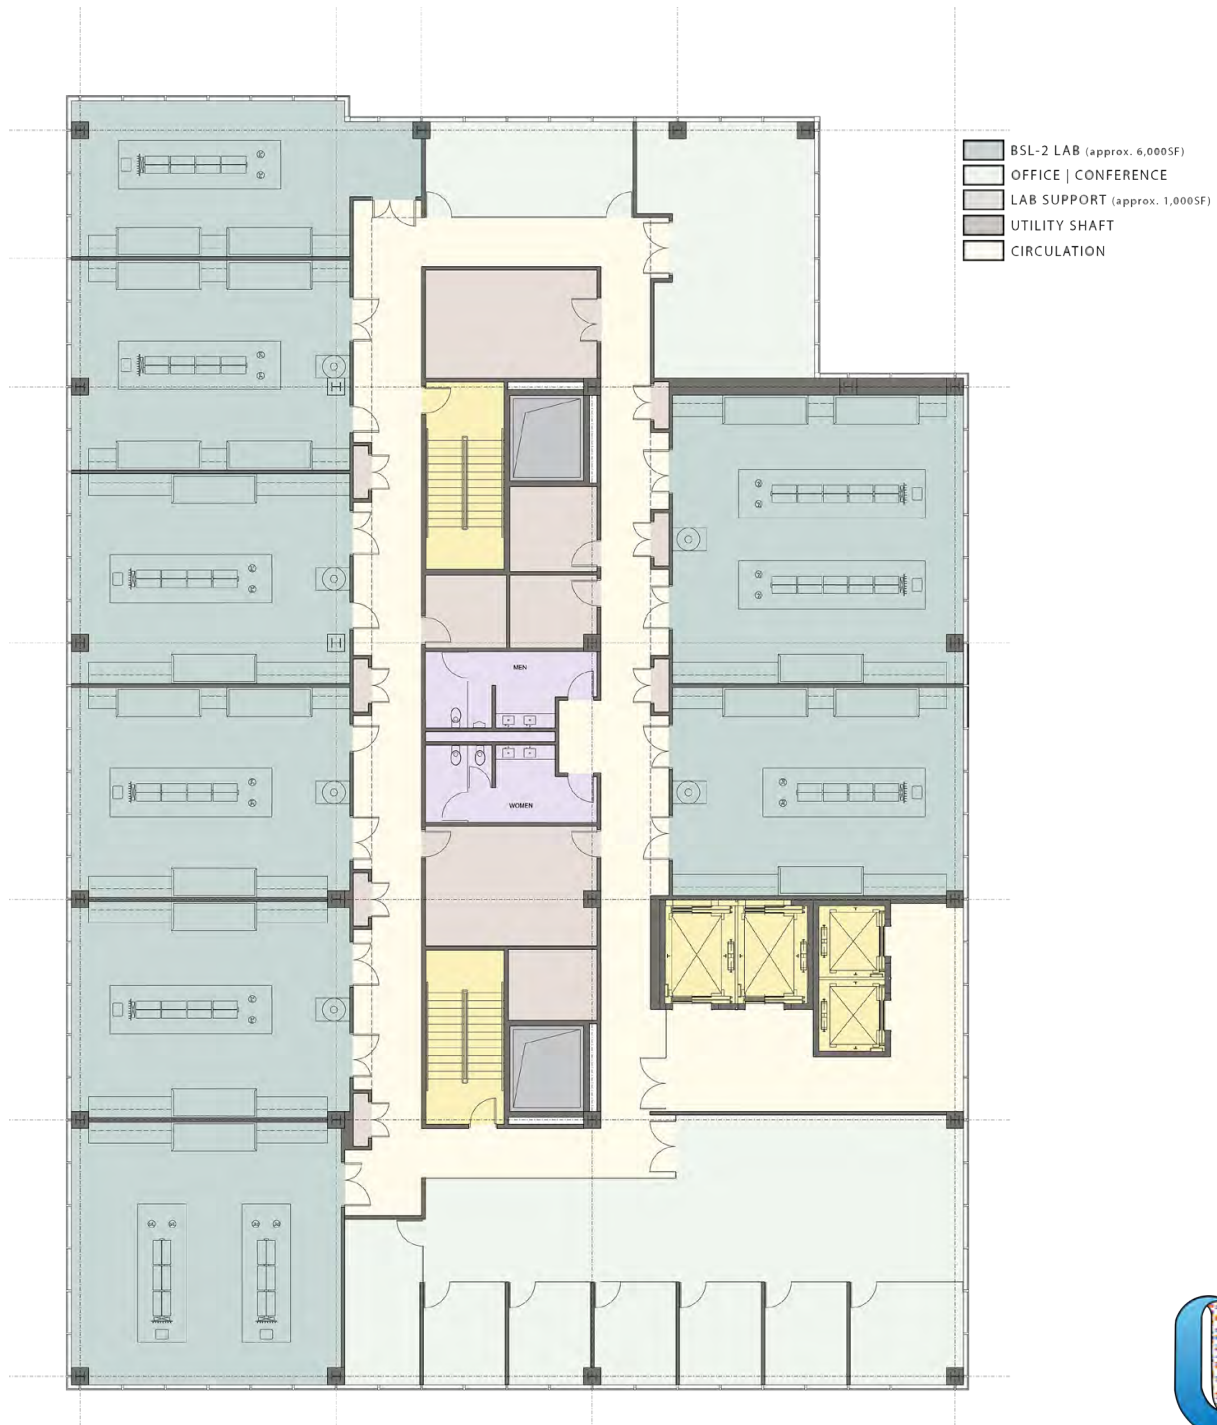 BSL-2 LAB (approx. 6,000SF)
OFFICE | CONFERENCE
LAB SUPPORT (approx. 1,000SF)
UTILITY SHAFT
CIRCULATION
MEN
WOMEN